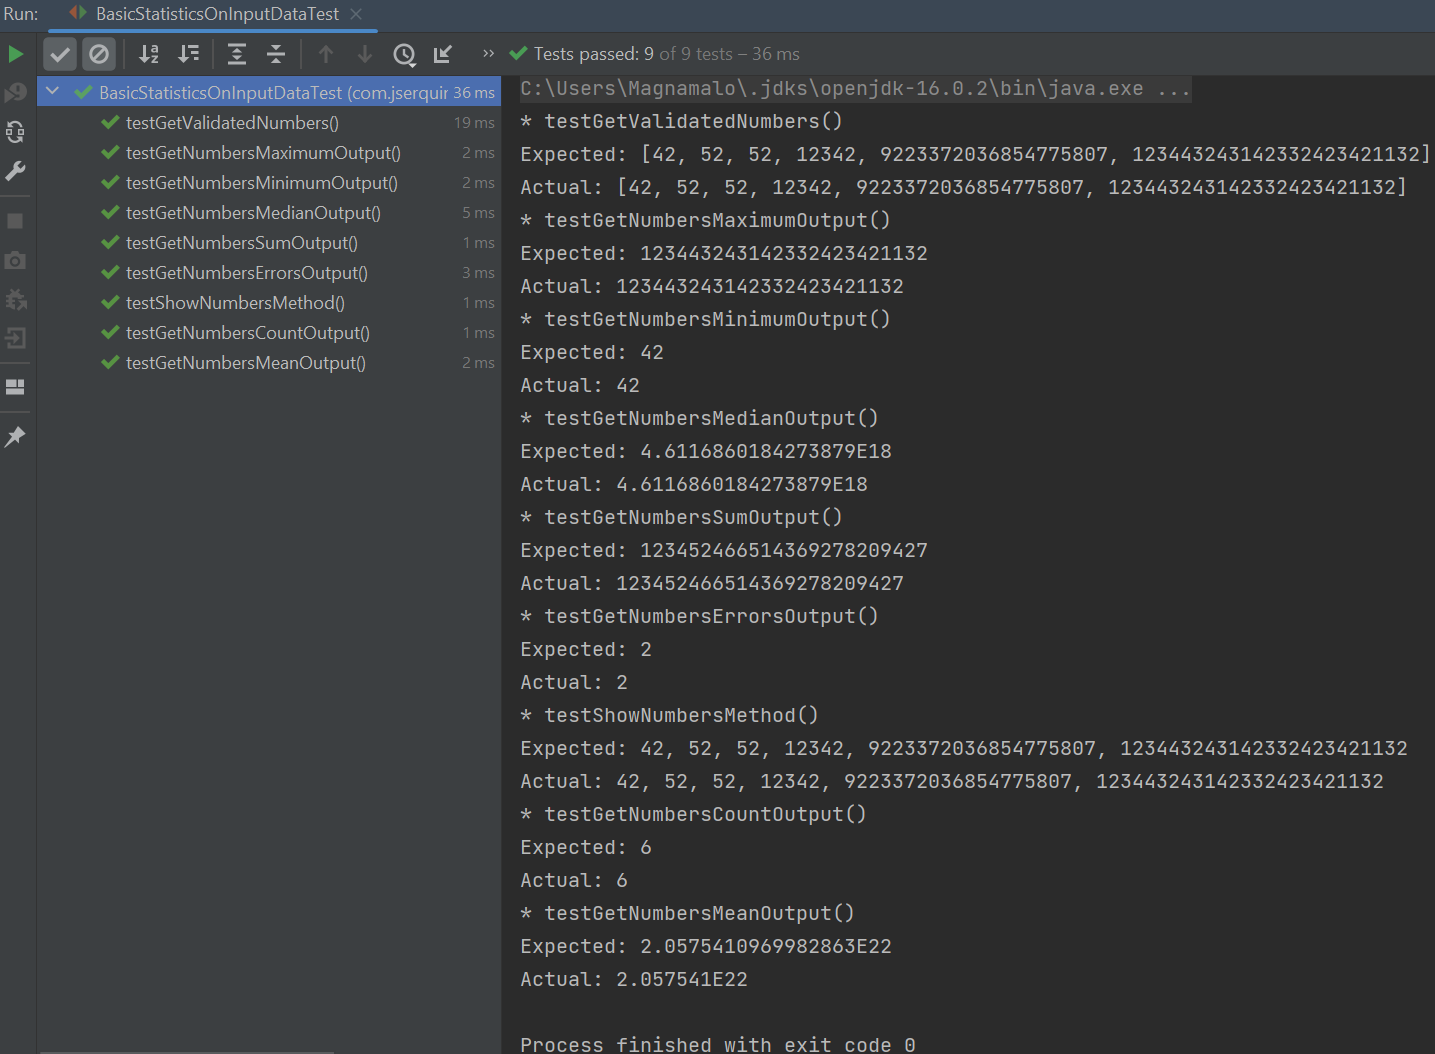 Run: BasicStatisticsOnInputDataTest
Tests passed: 9 of 9 tests – 36 ms
BasicStatisticsOnInputDataTest (com.jserquir 36 ms
testGetValidatedNumbers() 19 ms
testGetNumbersMaximumOutput() 2 ms
testGetNumbersMinimumOutput() 2 ms
testGetNumbersMedianOutput() 5 ms
testGetNumbersSumOutput() 1 ms
testGetNumbersErrorsOutput() 3 ms
testShowNumbersMethod() 1 ms
testGetNumbersCountOutput() 1 ms
testGetNumbersMeanOutput() 2 ms
C:\Users\Magnamalo\.jdks\openjdk-16.0.2\bin\java.exe ...
* testGetValidatedNumbers()
Expected: [42, 52, 52, 12342, 9223372036854775807, 123443243142332423421132]
Actual: [42, 52, 52, 12342, 9223372036854775807, 123443243142332423421132]
* testGetNumbersMaximumOutput()
Expected: 123443243142332423421132
Actual: 123443243142332423421132
* testGetNumbersMinimumOutput()
Expected: 42
Actual: 42
* testGetNumbersMedianOutput()
Expected: 4.6116860184273879E18
Actual: 4.6116860184273879E18
* testGetNumbersSumOutput()
Expected: 123452466514369278209427
Actual: 123452466514369278209427
* testGetNumbersErrorsOutput()
Expected: 2
Actual: 2
* testShowNumbersMethod()
Expected: 42, 52, 52, 12342, 9223372036854775807, 123443243142332423421132
Actual: 42, 52, 52, 12342, 9223372036854775807, 123443243142332423421132
* testGetNumbersCountOutput()
Expected: 6
Actual: 6
* testGetNumbersMeanOutput()
Expected: 2.0575410969982863E22
Actual: 2.057541E22
Process finished with exit code 0